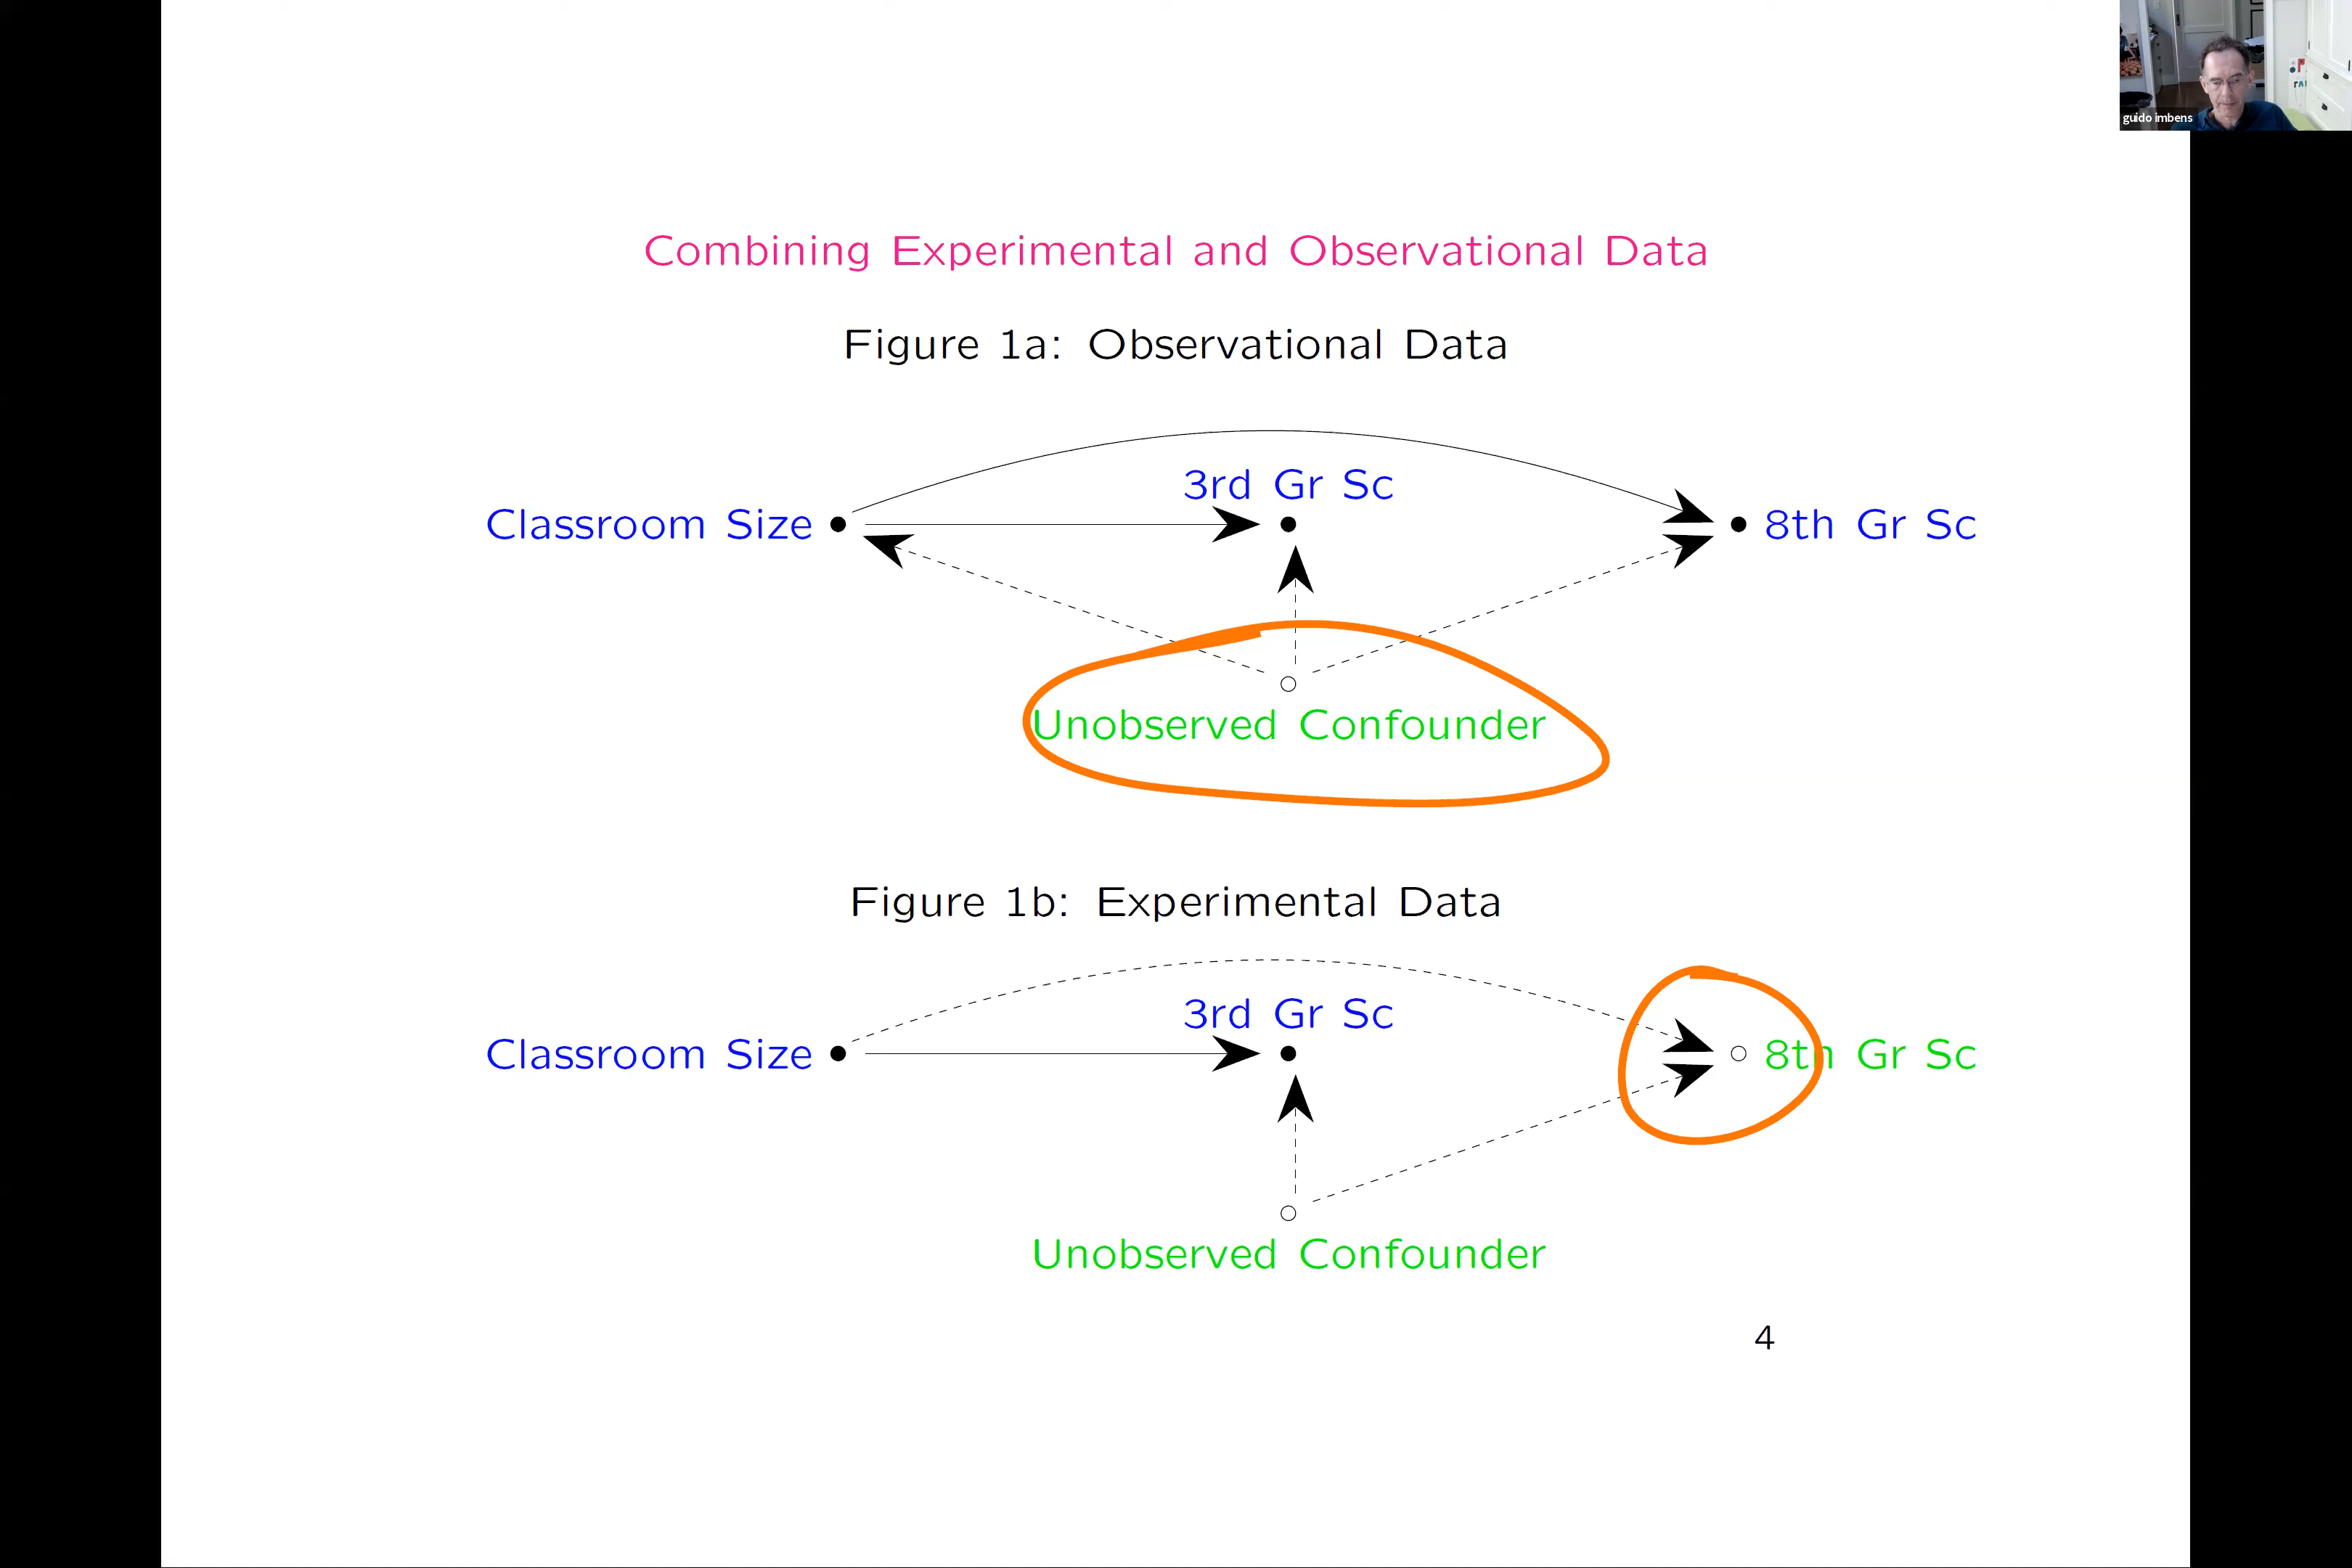 guido imbens
Combining Experimental and Observational Data
Figure 1a: Observational Data
3rd Gr Sc
Classroom Size
8th Gr Sc
Unobserved Confounder
Figure 1b: Experimental Data
3rd Gr Sc
Classroom Size
8th Gr Sc
Unobserved Confounder
4